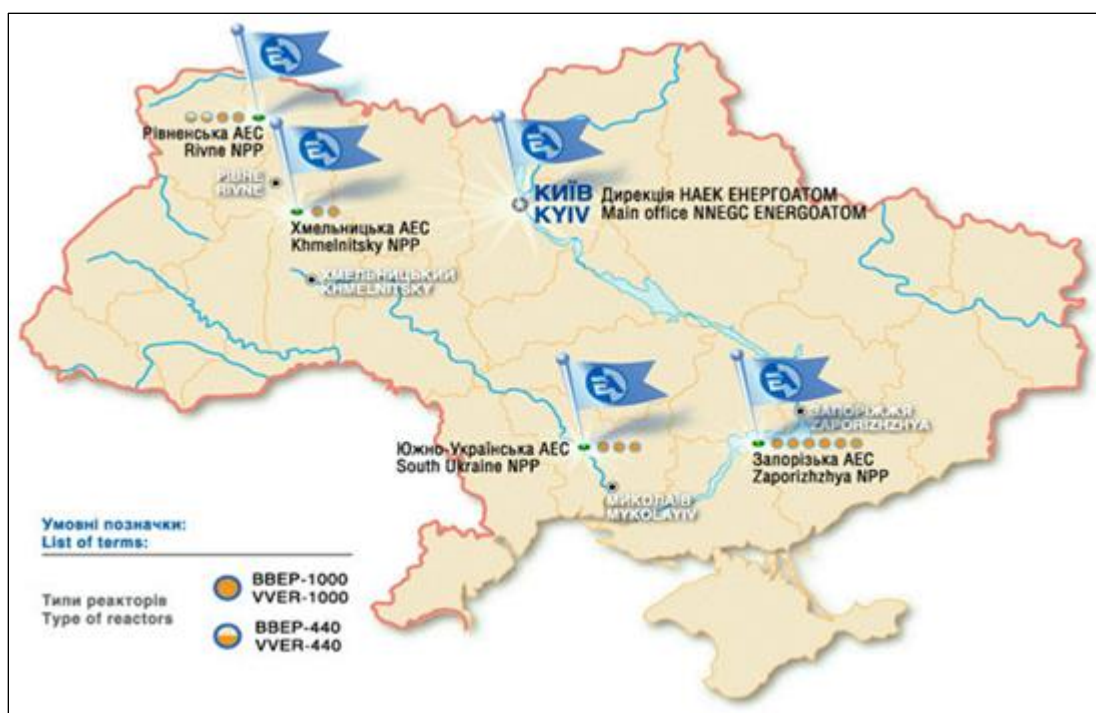 Рівненська АЕС
Rivne NPP
РІВНЕ
RIVNE
Хмельницька АЕС
Khmelnitsky NPP
ХМЕЛЬНИЦЬКИЙ
KHMELNITSKY
КИЇВ
KYIV
Дирекція НАЕК ЕНЕРГОАТОМ
Main office NNEGC ENERGOATOM
Южно-Українська АЕС
South Ukraine NPP
МИКОЛАЇВ
MYKOLAYIV
ЗАПОРІЖЖЯ
ZAPORIZHZHYA
Запорізька АЕС
Zaporizhzhya NPP
Умовні позначки:
List of terms:
Типи реакторів
Type of reactors
ВВЕР-1000
VVER-1000
ВВЕР-440
VVER-440